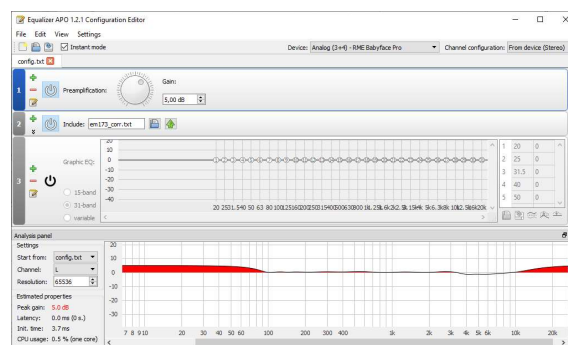 Equalizer APO 1.2.1 Configuration Editor
File Edit View Settings
Instant mode Device: Analog (3+4) - RME Babyface Pro Channel configuration: From device (Stereo)
config.txt
1 Preamplification: Gain:
5,00 dB
2 Include: em173_corr.txt
3 Graphic EQ:
15-band
31-band
variable
20
10
0
-10
-20
-30
-40
1 20 0
2 25 0
3 31.5 0
4 40 0
5 50 0
Analysis panel
Settings
Start from: config.txt
Channel: L
Resolution: 65536
Estimated properties
Peak gain: 5.0 dB
Latency: 0.0 ms (0 s.)
Init. time: 3.7 ms
CPU usage: 0.5 % (one core)
20
10
0
-10
-20
-30
7 8 9 10 20 30 40 50 60 100 200 300 400 1k 2k 3k 4k 5k 6k 10k 20k